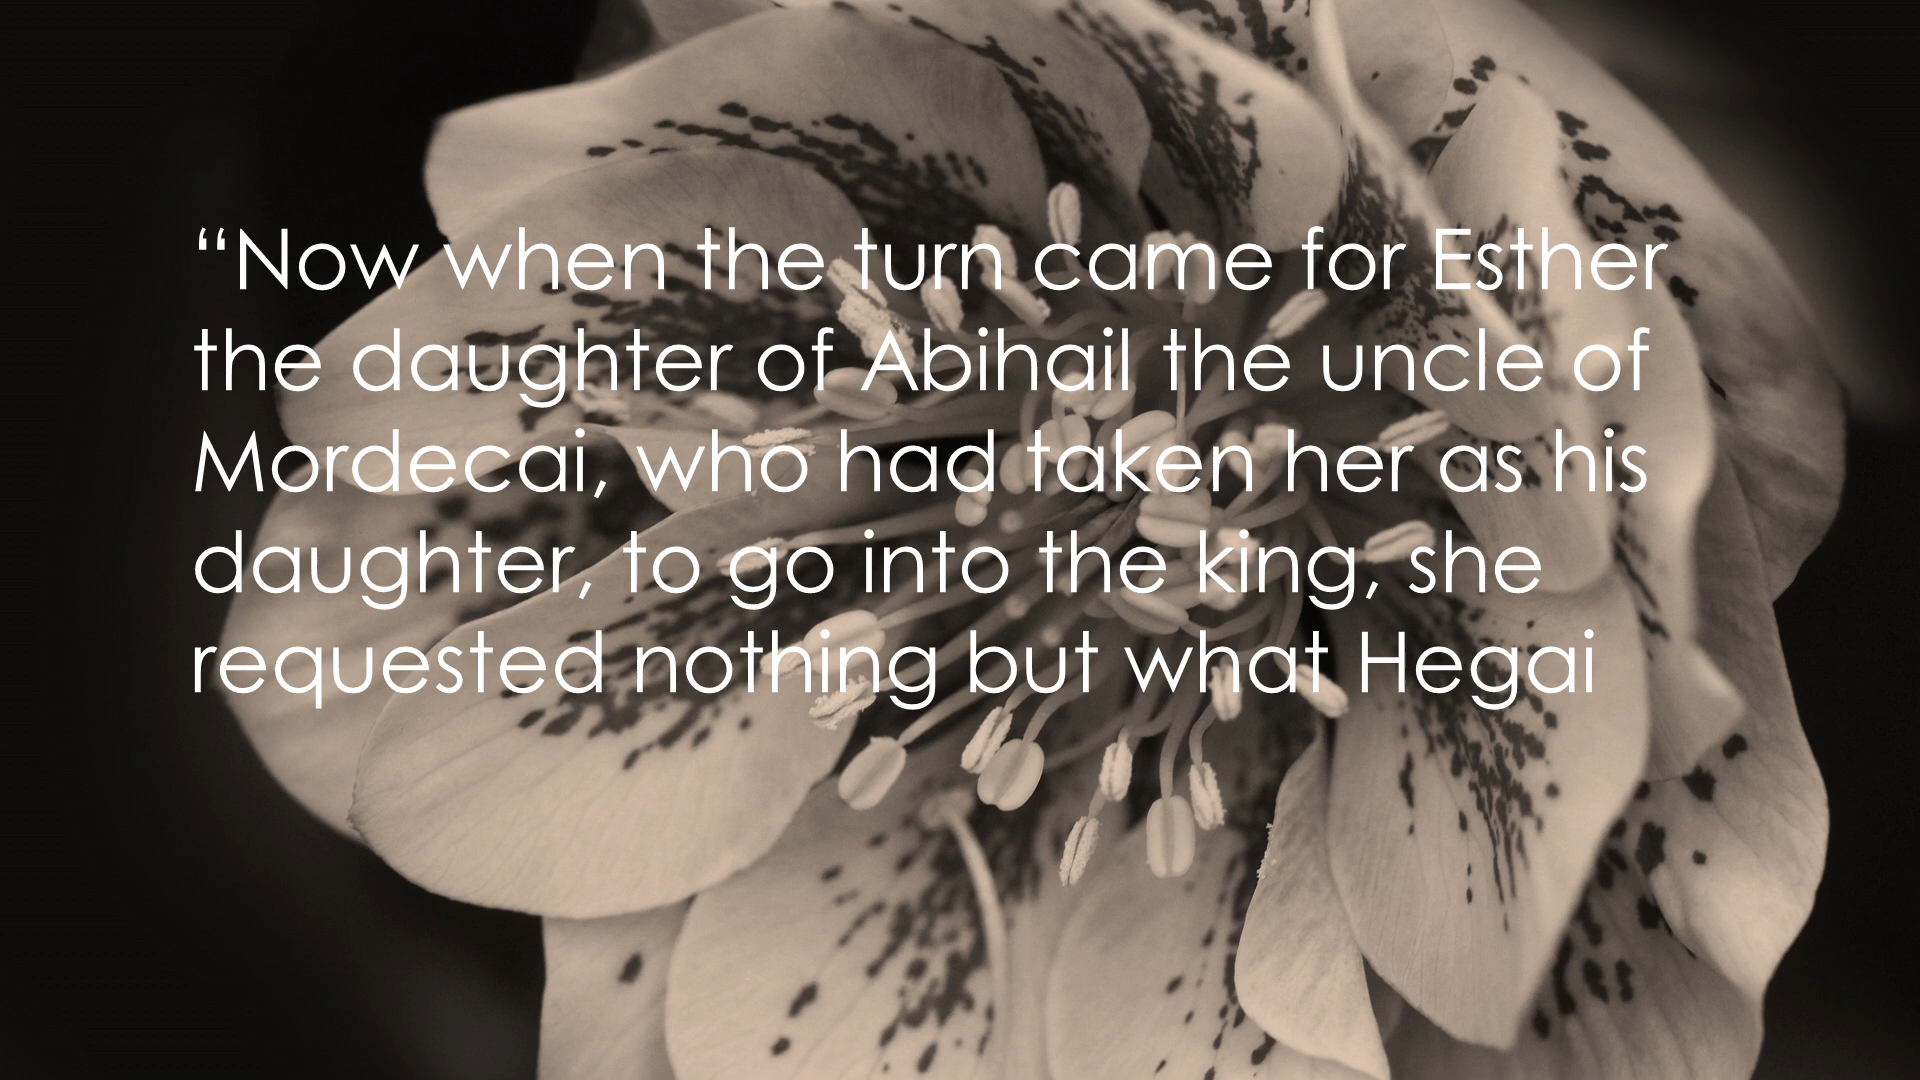 “Now when the turn came for Esther
the daughter of Abihail the uncle of
Mordecai, who had taken her as his
daughter, to go into the king, she
requested nothing but what Hegai